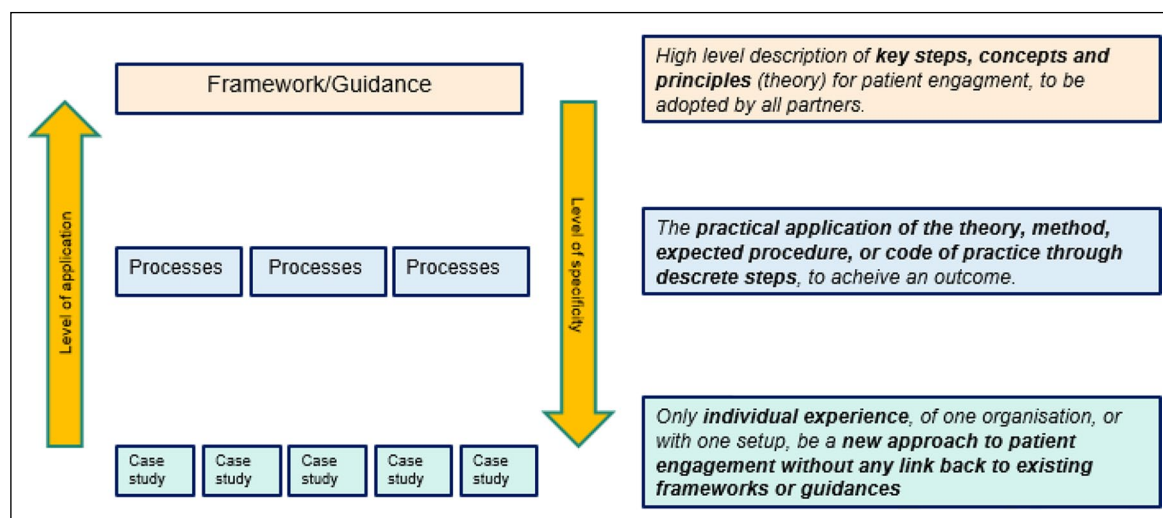 Framework/Guidance
High level description of key steps, concepts and
principles (theory) for patient engagment, to be
adopted by all partners.
Level of application
Level of specificity
Processes
Processes
Processes
The practical application of the theory, method,
expected procedure, or code of practice through
descrete steps, to acheive an outcome.
Case
study
Case
study
Case
study
Case
study
Case
study
Only individual experience, of one organisation, or
with one setup, be a new approach to patient
engagement without any link back to existing
frameworks or guidances